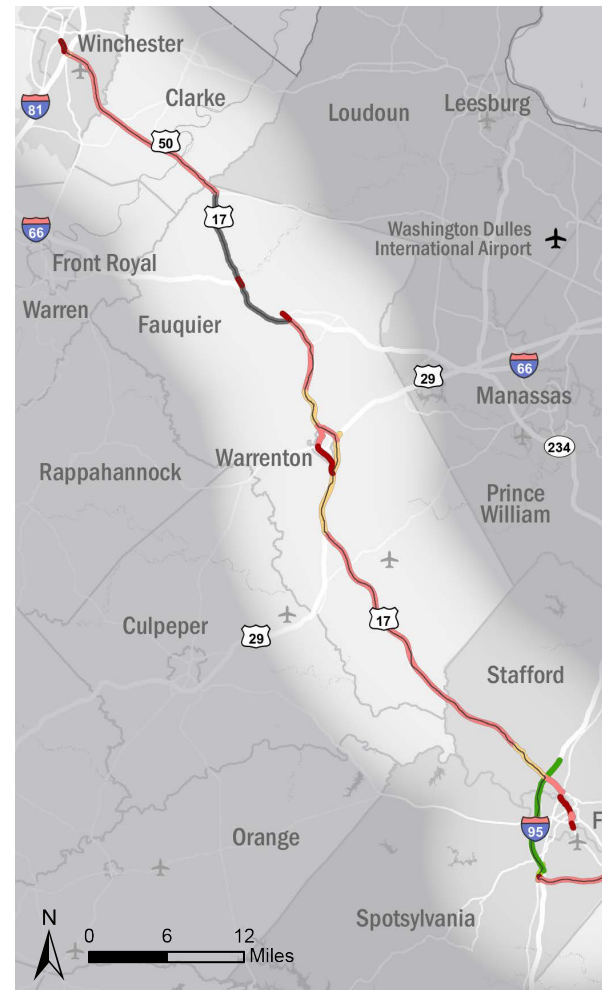 Winchester
81
Clarke
Loudoun
Leesburg
50
17
66
Washington Dulles
International Airport
Front Royal
Warren
Fauquier
29
66
Manassas
Warrenton
234
Rappahannock
Prince
William
17
Culpeper
29
Stafford
F
95
Orange
Spotsylvania
N
0 6 12
Miles